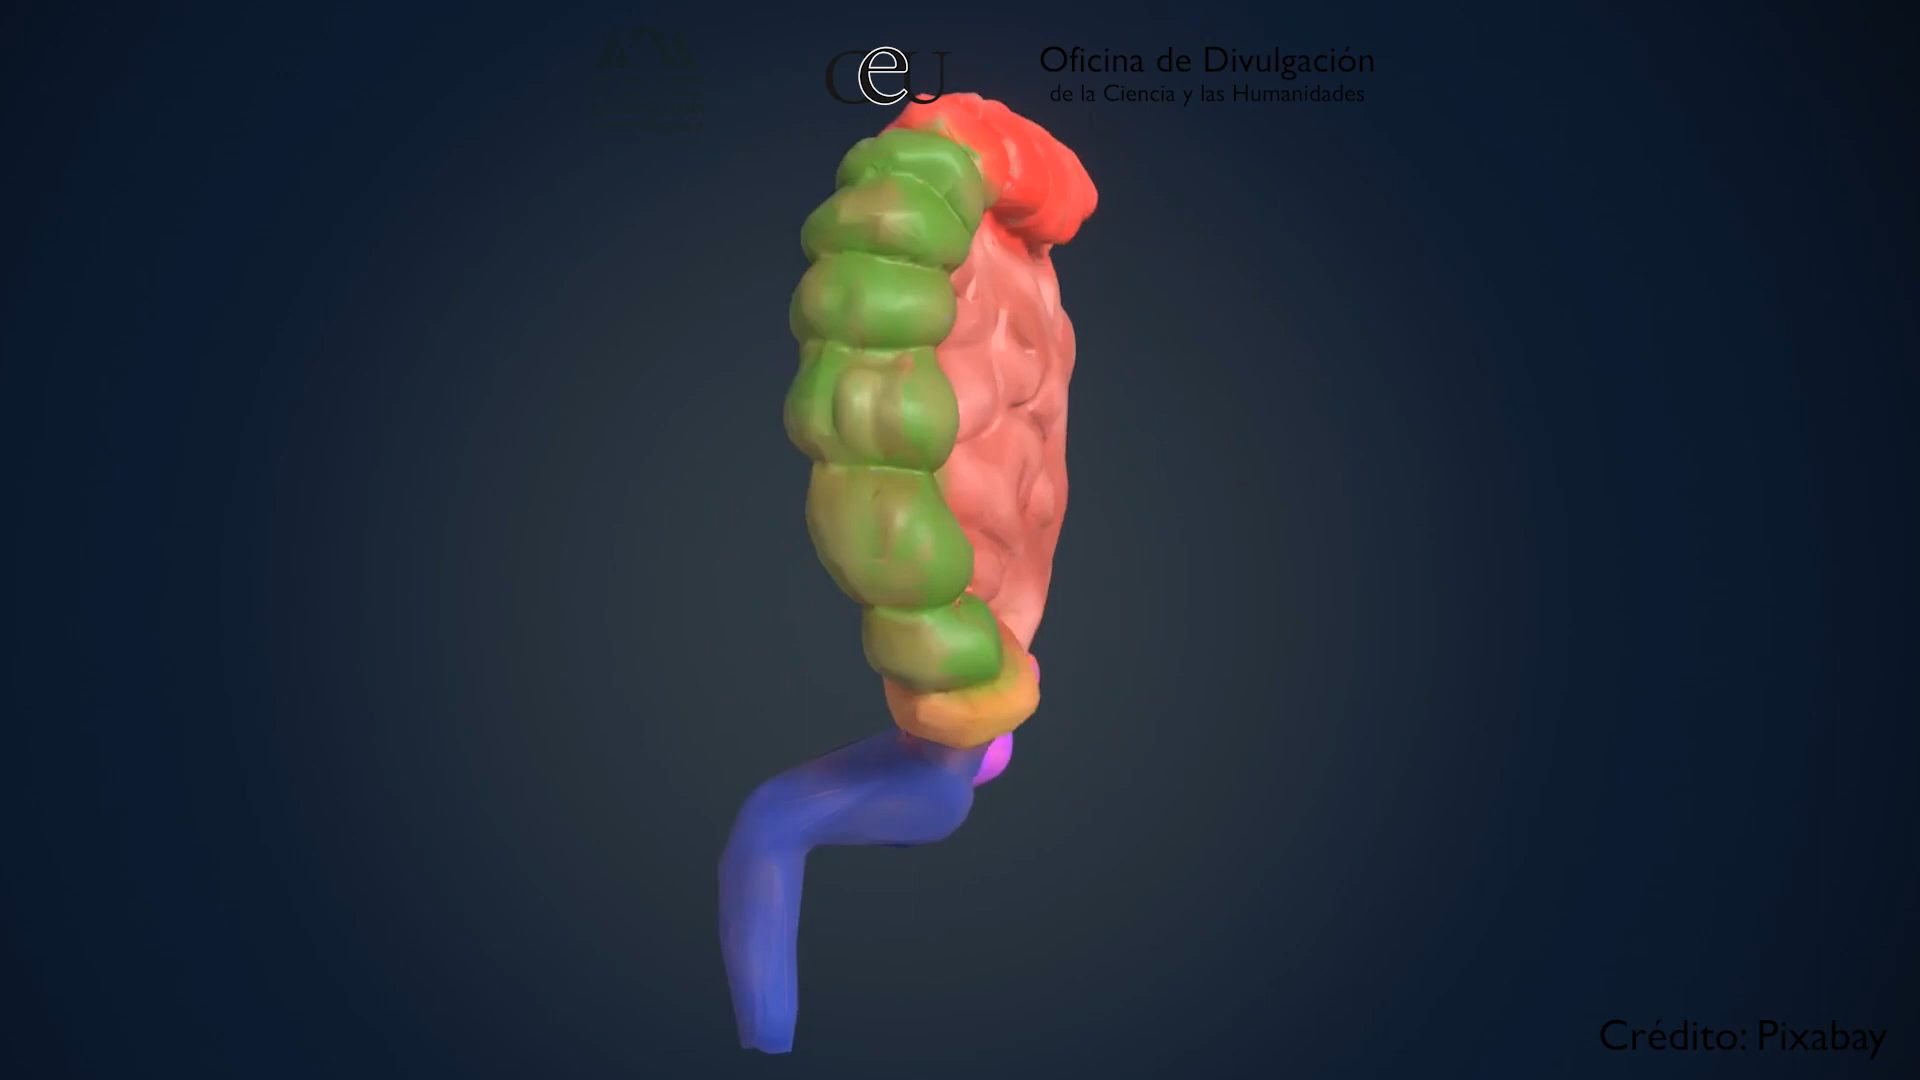 CeU
Oficina de Divulgación
de la Ciencia y las Humanidades
Crédito: Pixabay